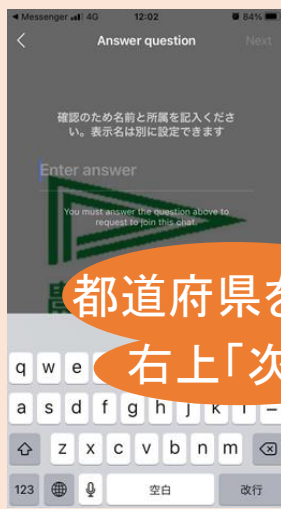 Messenger 4G 12:02 84%
Answer question Next
確認のため名前と所属を記入くださ
い。表示名は別に設定できます
Enter answer
You must answer the question above to
request to join this chat.
都道府県を
右上「次
q w e
a s d f g h j k l ー
z x c v b n m
123 空白 改行